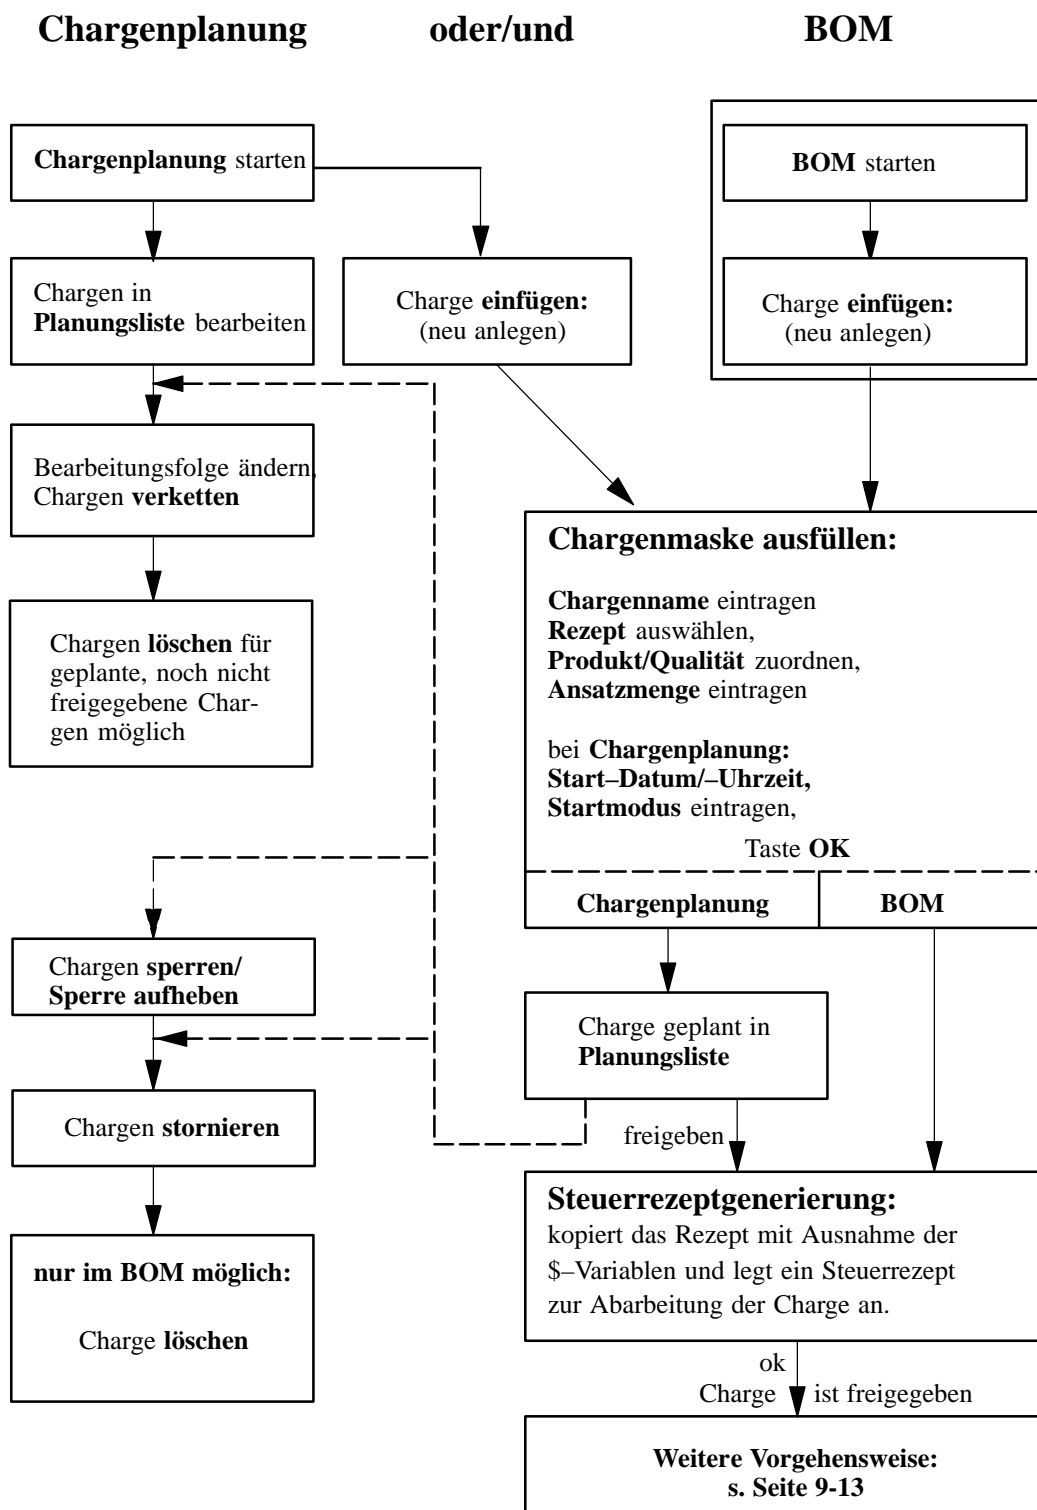 Chargenplanung oder/und BOM
Chargenplanung starten
BOM starten
Chargen in
Planungsliste bearbeiten
Charge einfügen:
(neu anlegen)
Charge einfügen:
(neu anlegen)
Bearbeitungsfolge ändern,
Chargen verketten
Chargen löschen für
geplante, noch nicht
freigegebene Char-
gen möglich
Chargenmaske ausfüllen:
Chargenname eintragen
Rezept auswählen,
Produkt/Qualität zuordnen,
Ansatzmenge eintragen
bei Chargenplanung:
Start–Datum/–Uhrzeit,
Startmodus eintragen,
Taste OK
Chargenplanung
BOM
Chargen sperren/
Sperre aufheben
Charge geplant in
Planungsliste
Chargen stornieren
freigeben
nur im BOM möglich:
Charge löschen
Steuerrezeptgenerierung:
kopiert das Rezept mit Ausnahme der
$–Variablen und legt ein Steuerrezept
zur Abarbeitung der Charge an.
ok
Charge ist freigegeben
Weitere Vorgehensweise:
s. Seite 9-13